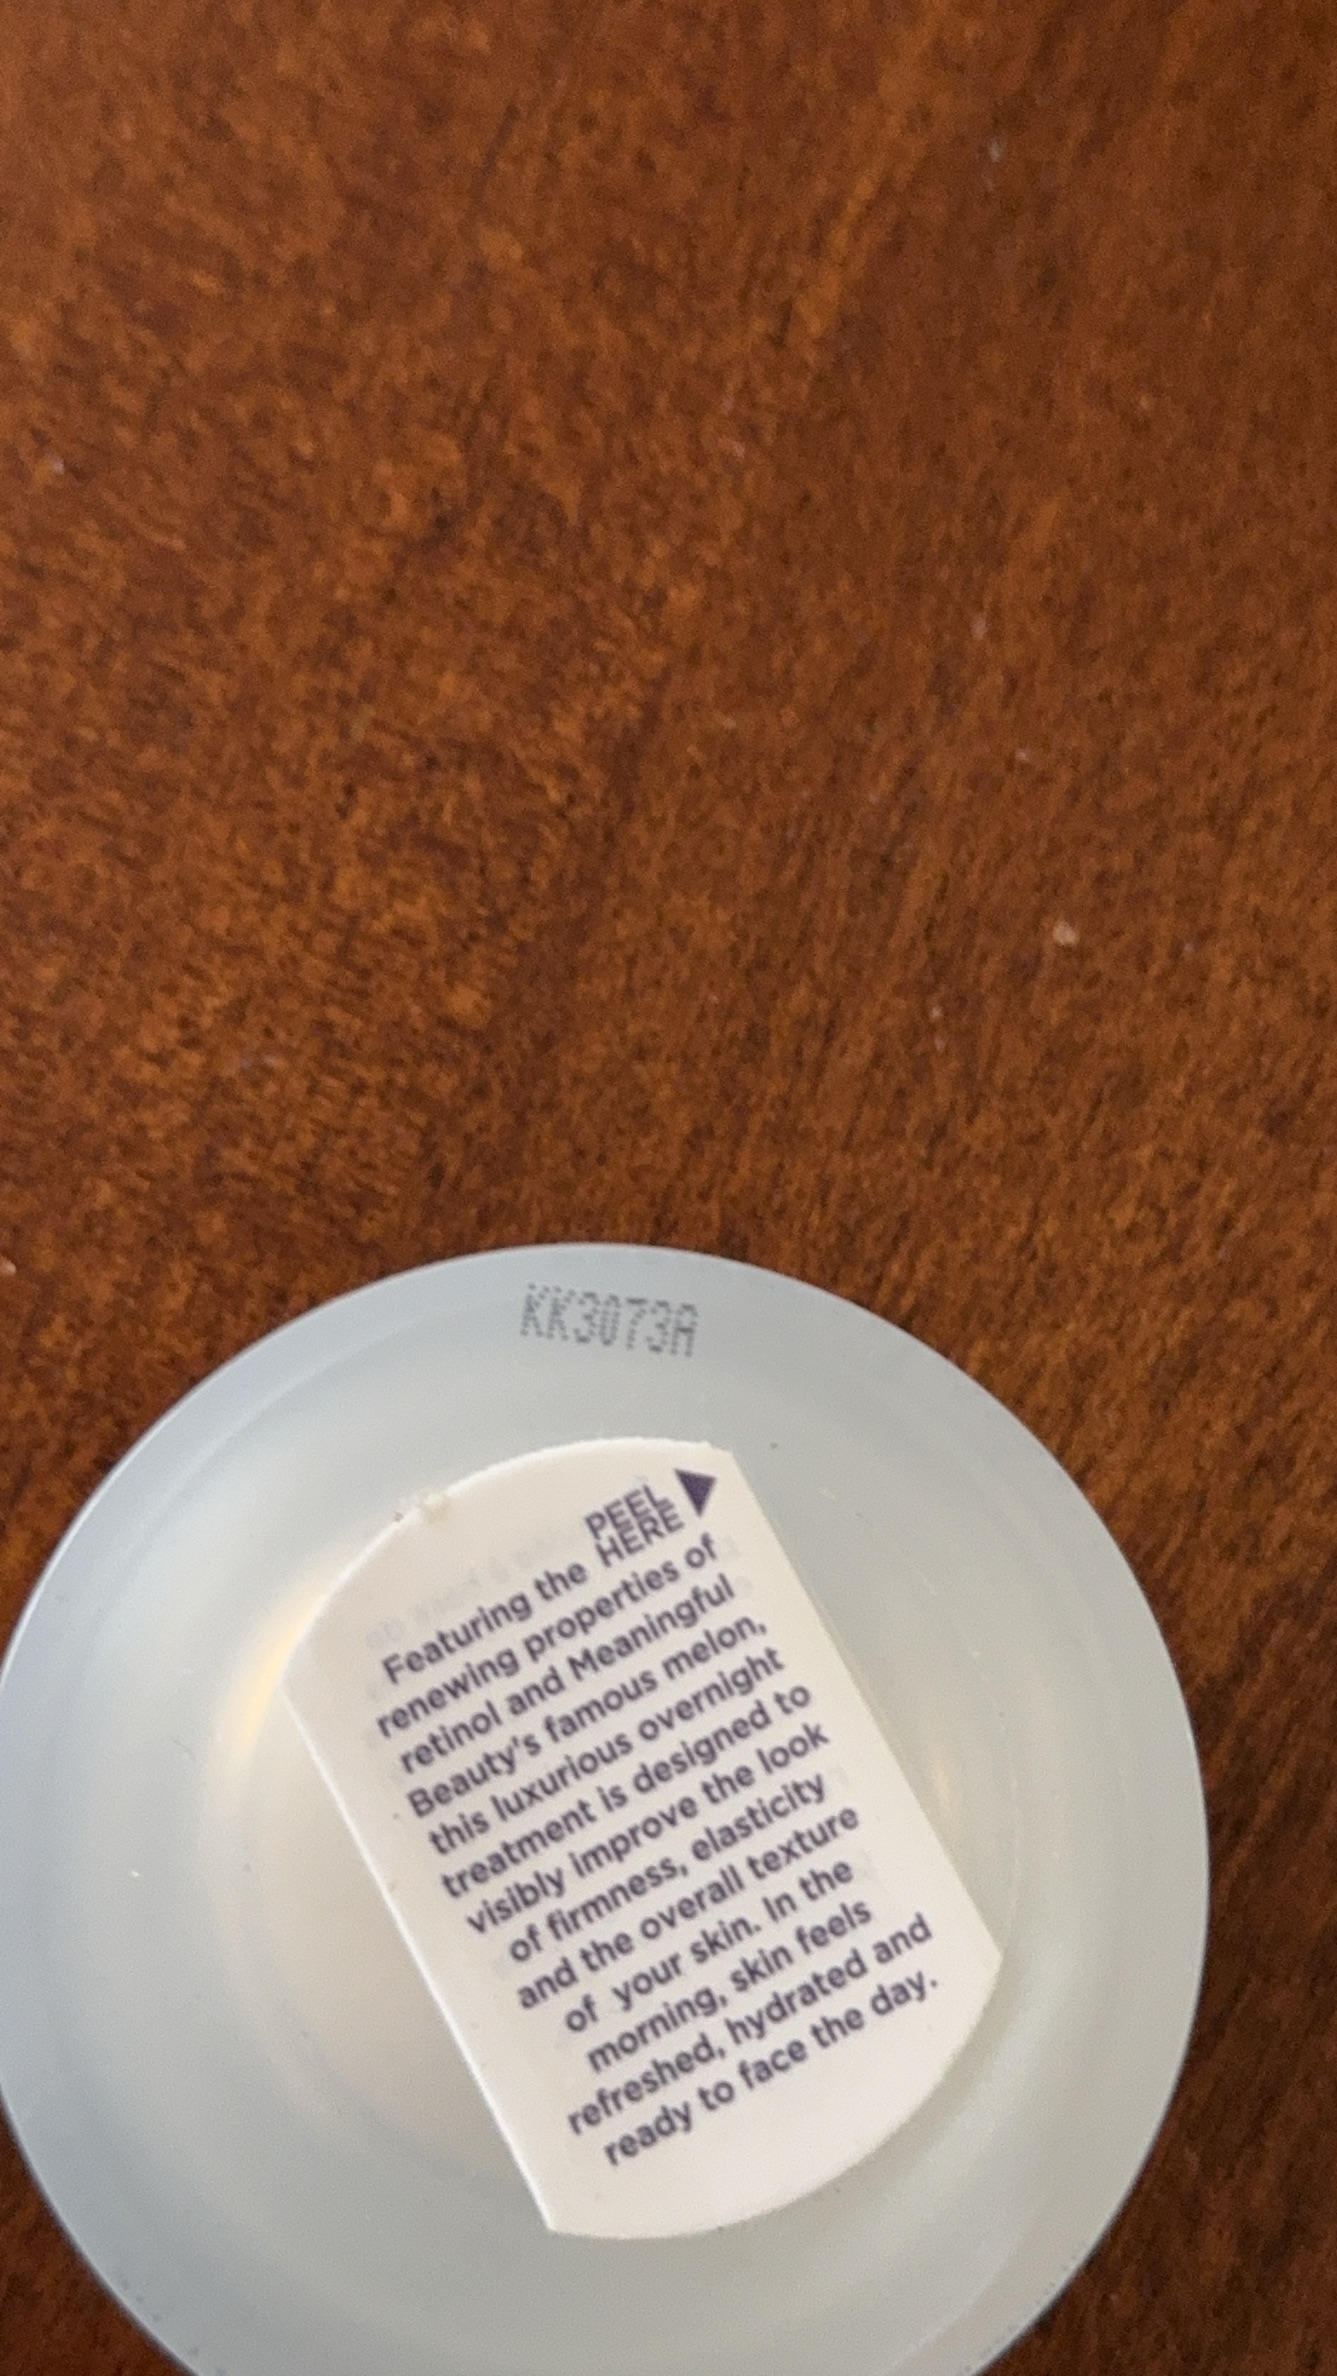 KK3073A
PEEL
HERE
Featuring the
renewing properties of
retinol and Meaningful
Beauty's famous melon,
this luxurious overnight
treatment is designed to
visibly improve the look
of firmness, elasticity
and the overall texture
of your skin. In the
morning, skin feels
refreshed, hydrated and
ready to face the day.